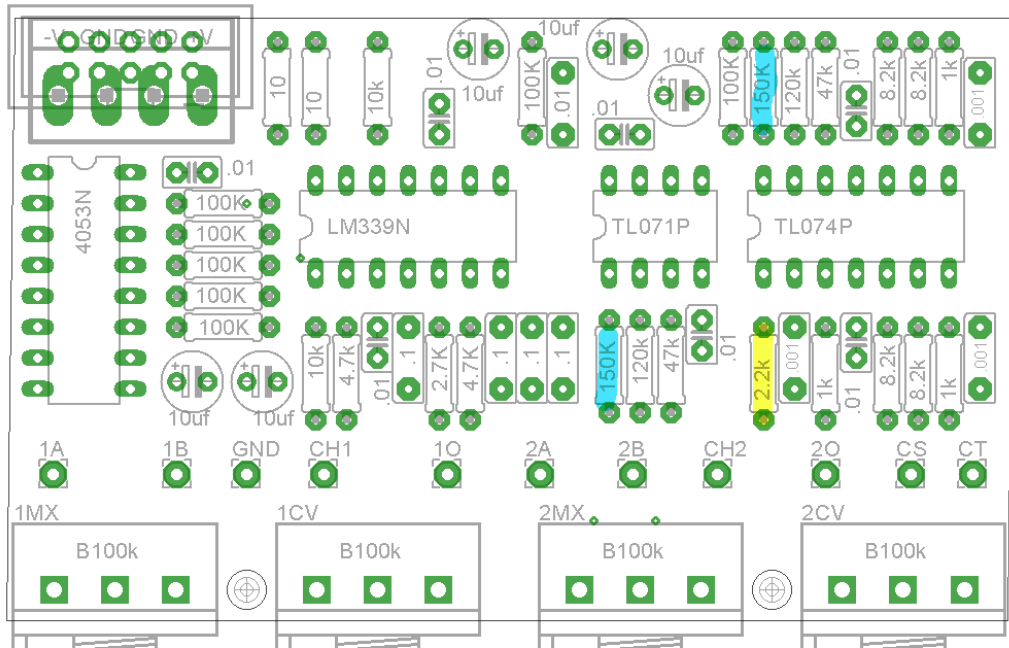 -V GND GND +V
10
10
10k
.01
+
10uf
100K
.01
10uf
+
.01
10uf
+
100K
150K
120k
47k
.01
8.2k
8.2k
1k
.001
4053N
.01
100K
100K
100K
100K
100K
LM339N
TL071P
TL074P
+
10uf
+
10uf
10k
4.7K
.01
.1
2.7K
4.7K
.1
.1
.1
150K
120k
47k
.01
2.2k
.001
1k
.01
8.2k
8.2k
1k
.001
1A
1B
GND
CH1
1O
2A
2B
CH2
2O
CS
CT
1MX
B100k
1CV
B100k
2MX
B100k
2CV
B100k